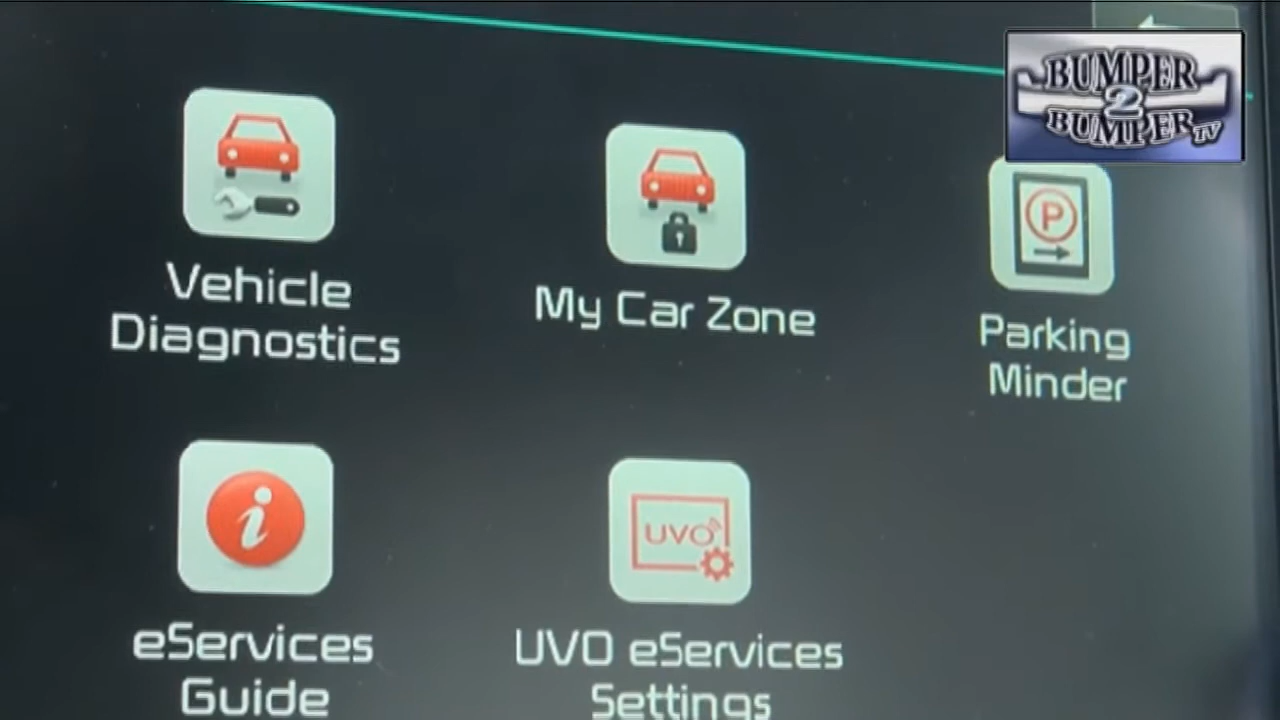 BUMPER
2
BUMPER TV
P
Vehicle
Diagnostics
My Car Zone
Parking
Minder
i
UVO
eServices
Guide
UVO eServices
Settings